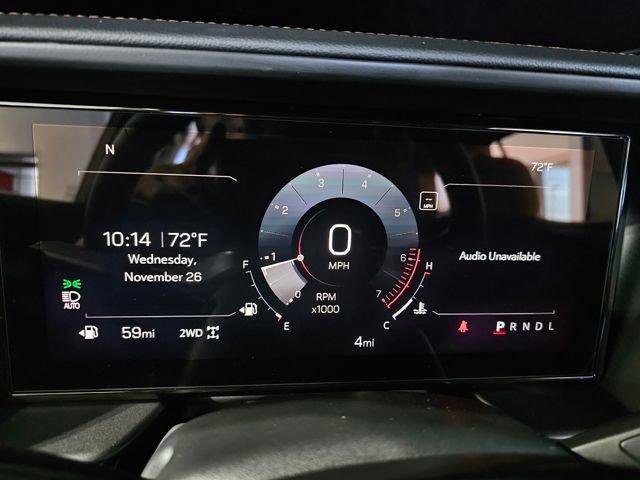 N
72°F
3 4
2 5
-- MPH
10:14 | 72°F
0
1 6
Wednesday,
November 26
MPH
Audio Unavailable
F
H
0 RPM 7
x1000
AUTO
E
C
59mi 2WD
4mi
P R N D L